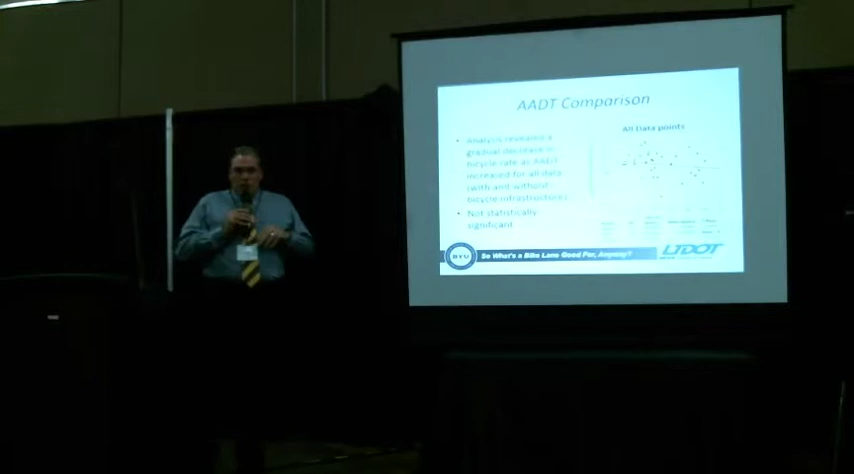 AADT Comparison
• Analysis revealed a
gradual decrease in
bicycle rate as AADT
increased for all data
(with and without
bicycle infrastructure)
• Not statistically
significant
All Data points
BYU
So What's a Bike Lane Good For, Anyway?
UDOT